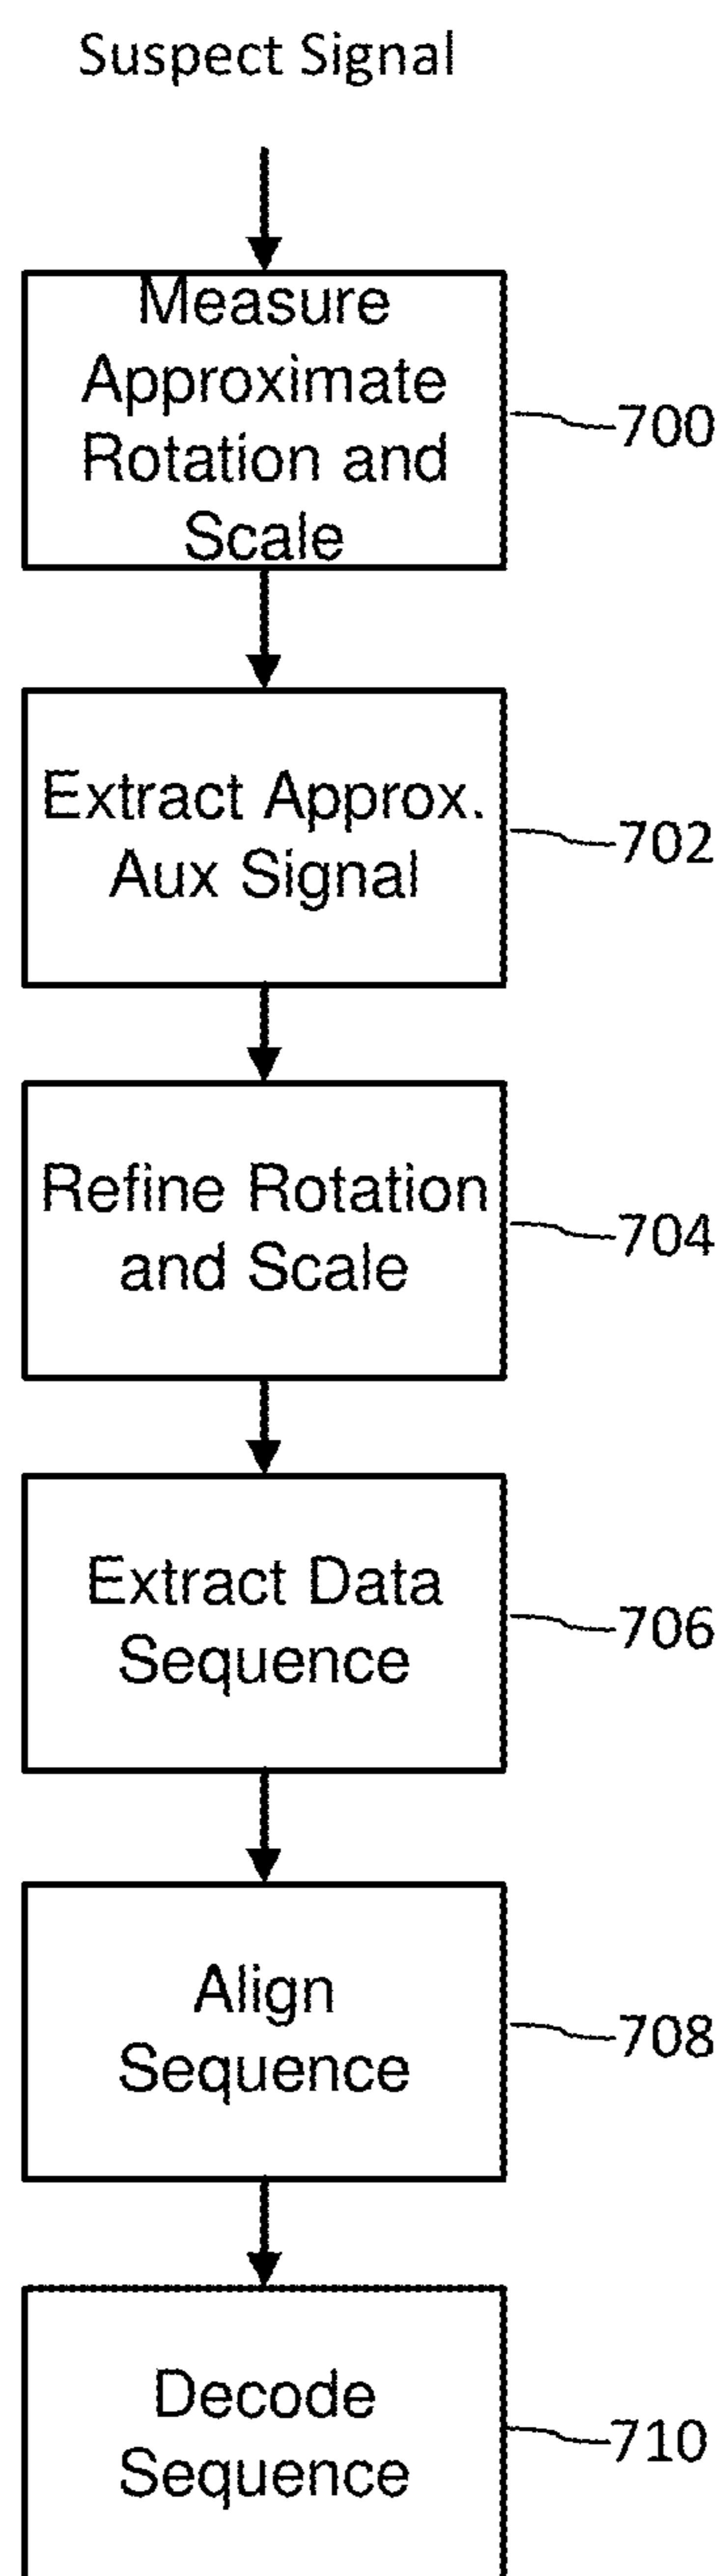 Suspect Signal
Measure
Approximate
Rotation and
Scale
700
Extract Approx.
Aux Signal
702
Refine Rotation
and Scale
704
Extract Data
Sequence
706
Align
Sequence
708
Decode
Sequence
710